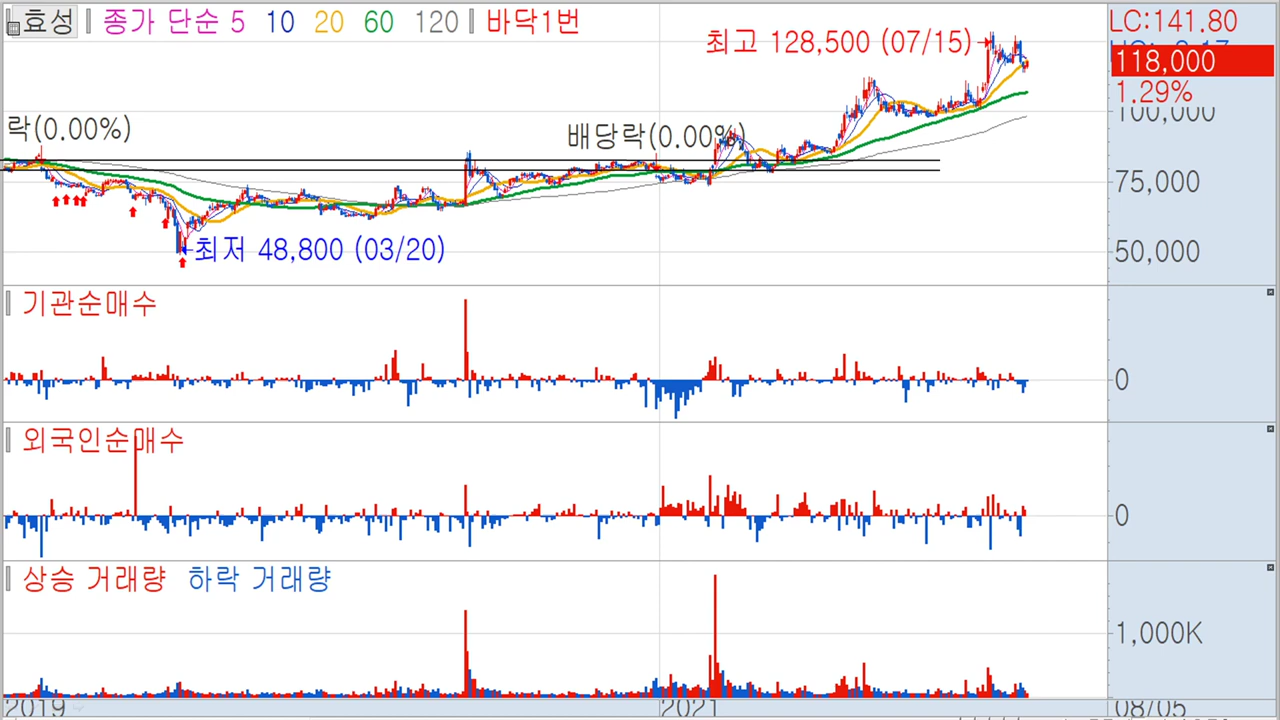 효성 종가 단순 5 10 20 60 120 바닥1번
LC:141.80
최고 128,500 (07/15)
118,000
1.29%
100,000
락(0.00%)
배당락(0.00%)
75,000
최저 48,800 (03/20)
50,000
기관순매수
0
외국인순매수
0
상승 거래량 하락 거래량
1,000K
2019 2021 08/05